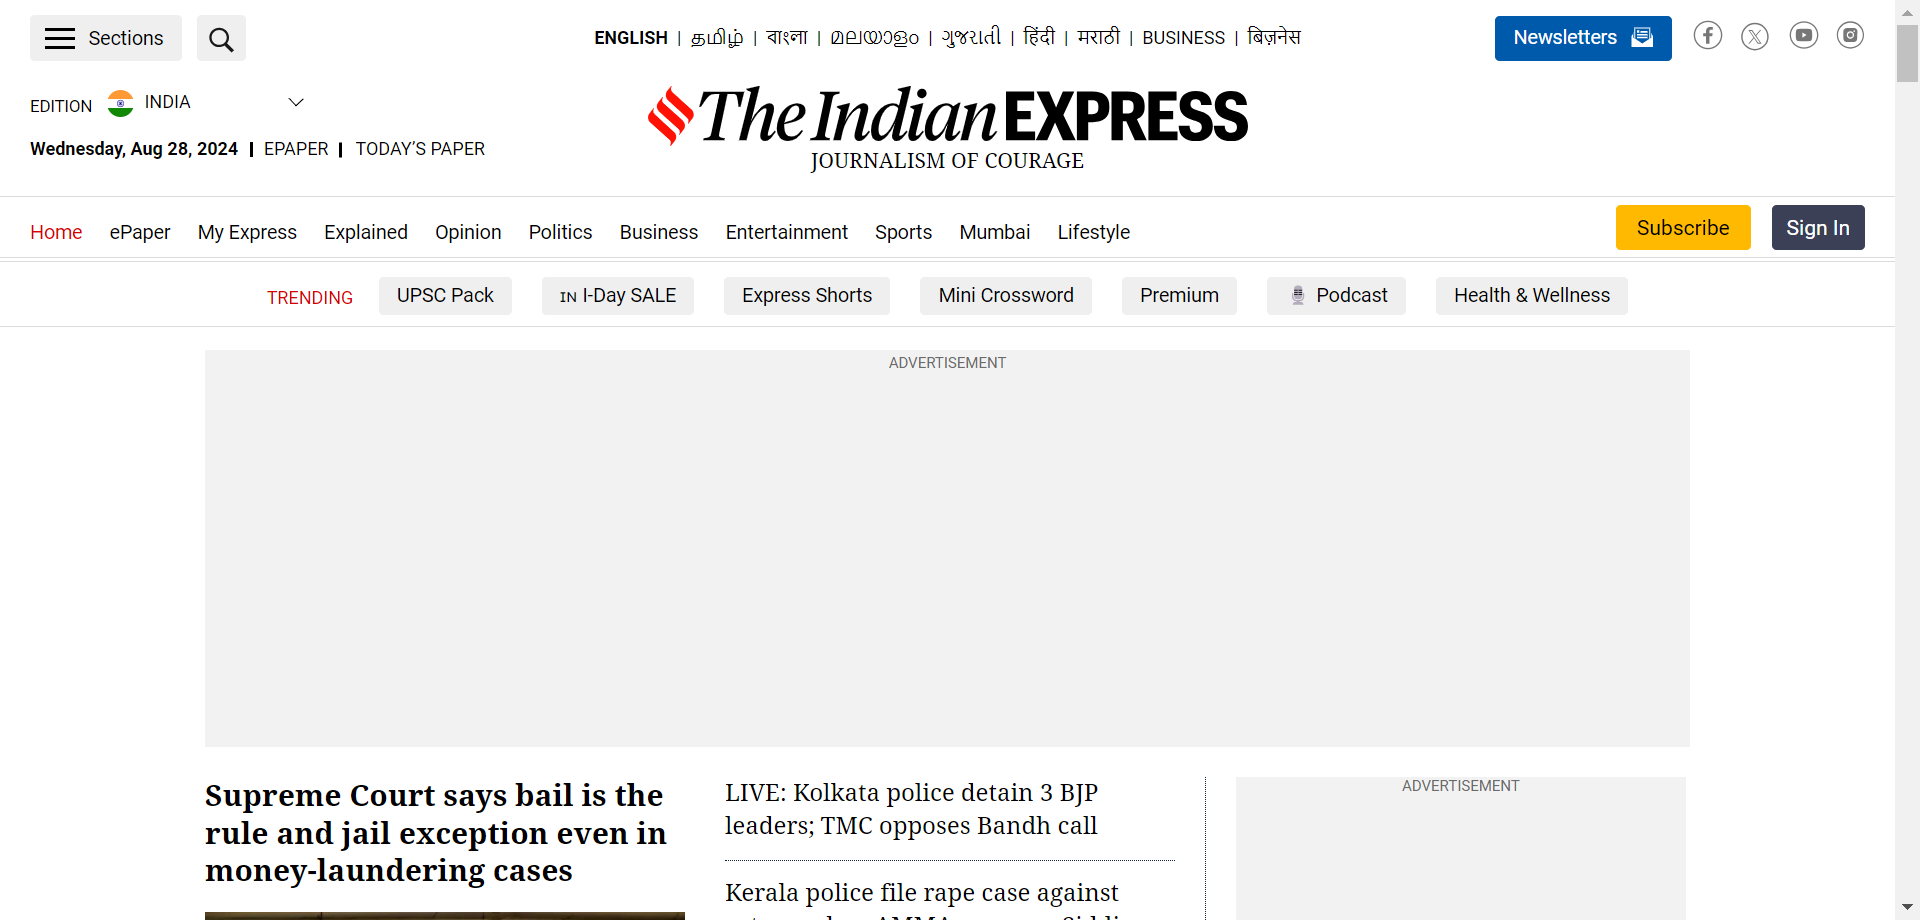 Sections
ENGLISH | தமிழ் | বাংলা | മലയാളം | ગુજરાતી | हिंदी | मराठी | BUSINESS | बिज़नेस
Newsletters
EDITION INDIA
The Indian EXPRESS
JOURNALISM OF COURAGE
Wednesday, Aug 28, 2024 | EPAPER | TODAY’S PAPER
Home ePaper My Express Explained Opinion Politics Business Entertainment Sports Mumbai Lifestyle
Subscribe Sign In
TRENDING UPSC Pack IN I-Day SALE Express Shorts Mini Crossword Premium Podcast Health & Wellness
ADVERTISEMENT
Supreme Court says bail is the
rule and jail exception even in
money-laundering cases
LIVE: Kolkata police detain 3 BJP
leaders; TMC opposes Bandh call
Kerala police file rape case against
ADVERTISEMENT